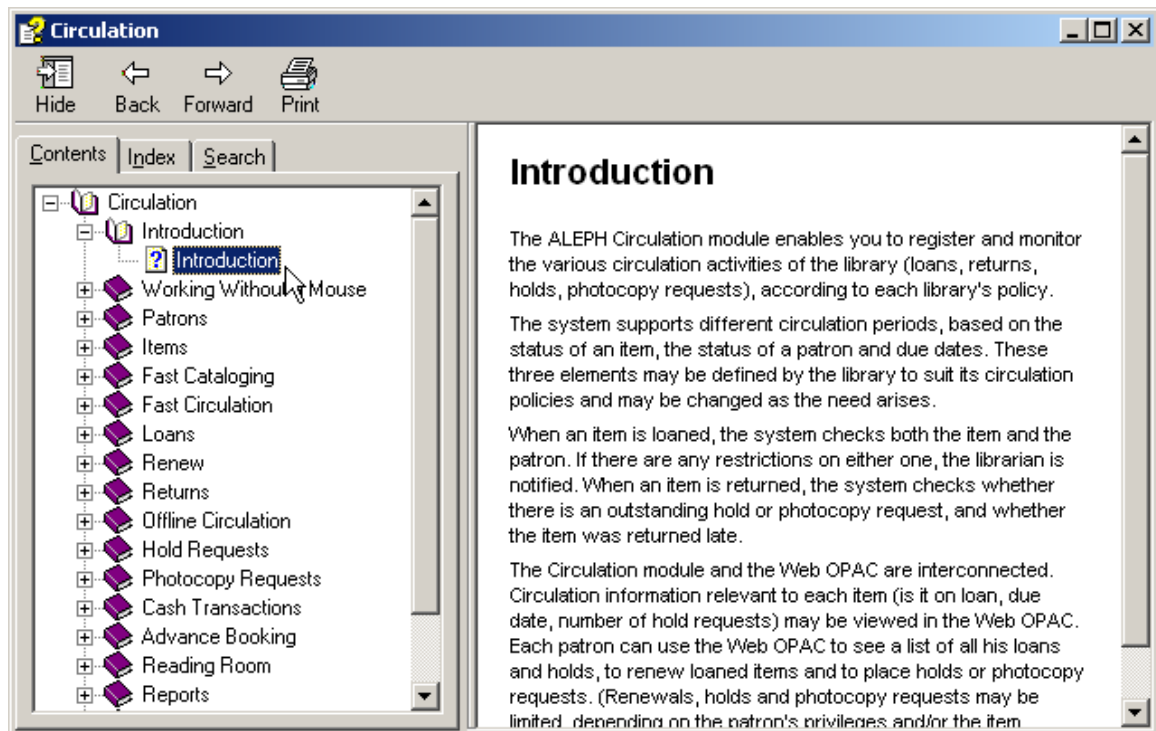 Circulation
Hide Back Forward Print
Contents Index Search
Circulation
Introduction
Introduction
Working Without Mouse
Patrons
Items
Fast Cataloging
Fast Circulation
Loans
Renew
Returns
Offline Circulation
Hold Requests
Photocopy Requests
Cash Transactions
Advance Booking
Reading Room
Reports
Introduction
The ALEPH Circulation module enables you to register and monitor
the various circulation activities of the library (loans, returns,
holds, photocopy requests), according to each library's policy.
The system supports different circulation periods, based on the
status of an item, the status of a patron and due dates. These
three elements may be defined by the library to suit its circulation
policies and may be changed as the need arises.
When an item is loaned, the system checks both the item and the
patron. If there are any restrictions on either one, the librarian is
notified. When an item is returned, the system checks whether
there is an outstanding hold or photocopy request, and whether
the item was returned late.
The Circulation module and the Web OPAC are interconnected.
Circulation information relevant to each item (is it on loan, due
date, number of hold requests) may be viewed in the Web OPAC.
Each patron can use the Web OPAC to see a list of all his loans
and holds, to renew loaned items and to place holds or photocopy
requests. (Renewals, holds and photocopy requests may be
limited, depending on the patron's privileges and/or the item